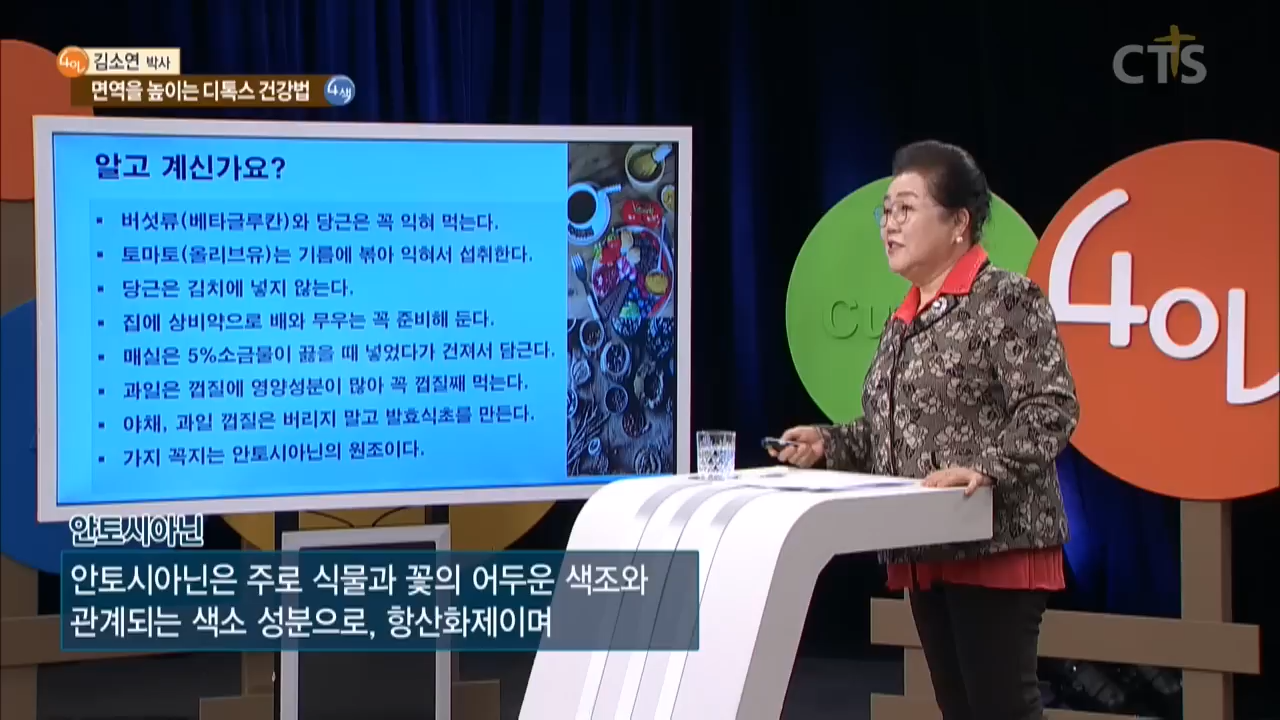 4인 김소연 박사
면역을 높이는 디톡스 건강법 4색
CTS
알고 계신가요?
▪ 버섯류(베타글루칸)와 당근은 꼭 익혀 먹는다.
▪ 토마토(올리브유)는 기름에 볶아 익혀서 섭취한다.
▪ 당근은 김치에 넣지 않는다.
▪ 집에 상비약으로 배와 무우는 꼭 준비해 둔다.
▪ 매실은 5%소금물이 끓을 때 넣었다가 건져서 담근다.
▪ 과일은 껍질에 영양성분이 많아 꼭 껍질째 먹는다.
▪ 야채, 과일 껍질은 버리지 말고 발효식초를 만든다.
▪ 가지 꼭지는 안토시아닌의 원조이다.
Cu
4인
안토시아닌
안토시아닌은 주로 식물과 꽃의 어두운 색조와
관계되는 색소 성분으로, 항산화제이며